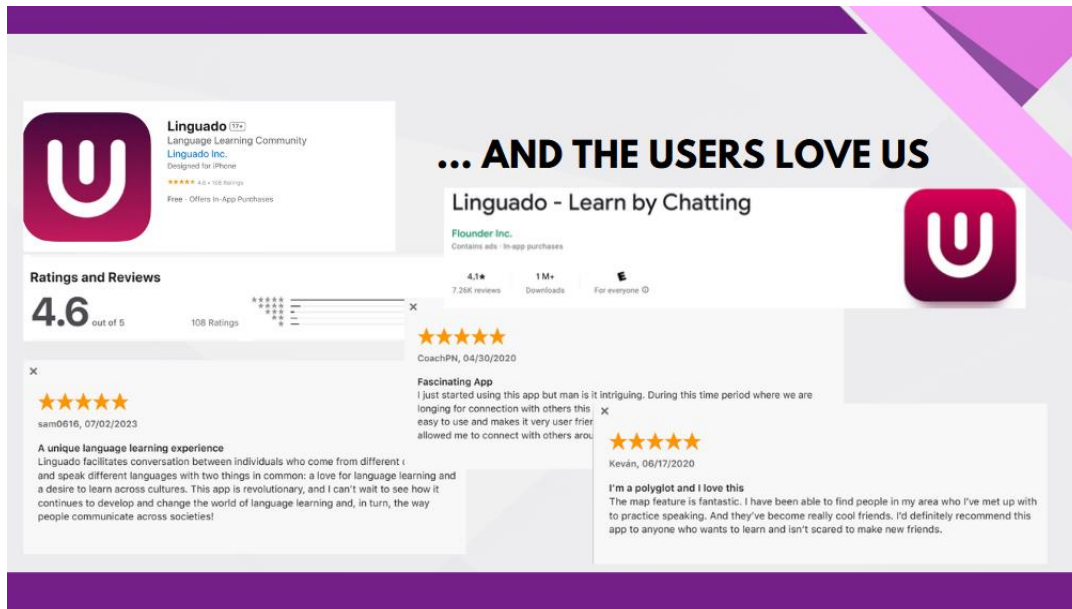 Linguado 17+
Language Learning Community
Linguado Inc.
Designed for iPhone
★★★★★ 4.6 • 108 Ratings
Free · Offers In-App Purchases
... AND THE USERS LOVE US
Linguado - Learn by Chatting
Flounder Inc.
Contains ads · In-app purchases
4.1★
7.26K reviews
1M+
Downloads
E
For everyone
Ratings and Reviews
4.6 out of 5
108 Ratings
CoachPN, 04/30/2020
Fascinating App
I just started using this app but man is it intriguing. During this time period where we are
longing for connection with others this
easy to use and makes it very user
allowed me to connect with others
sam0616, 07/02/2023
A unique language learning experience
Linguado facilitates conversation between individuals who come from different
and speak different languages with two things in common: a love for language learning and
a desire to learn across cultures. This app is revolutionary, and I can't wait to see how it
continues to develop and change the world of language learning and, in turn, the way
people communicate across societies!
Keván, 06/17/2020
I'm a polyglot and I love this
The map feature is fantastic. I have been able to find people in my area who I've met up with
to practice speaking. And they've become really cool friends. I'd definitely recommend this
app to anyone who wants to learn and isn't scared to make new friends.